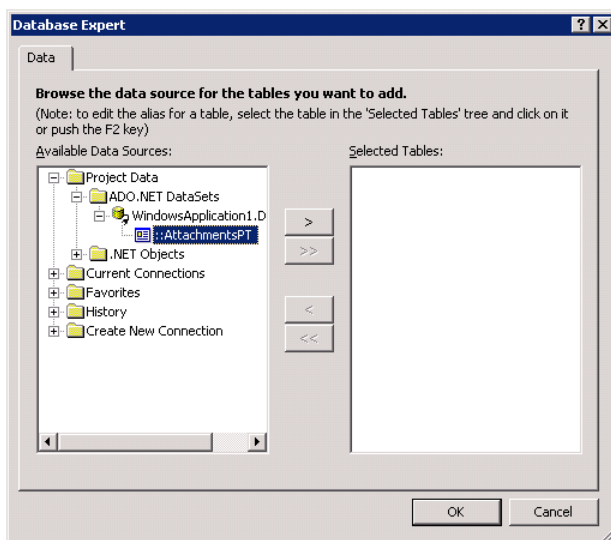 Database Expert
Data
Browse the data source for the tables you want to add.
(Note: to edit the alias for a table, select the table in the 'Selected Tables' tree and click on it
or push the F2 key)
Available Data Sources:
Selected Tables:
Project Data
ADO.NET DataSets
WindowsApplication1.D
::AttachmentsPT
.NET Objects
Current Connections
Favorites
History
Create New Connection
>
>>
<
<<
OK
Cancel